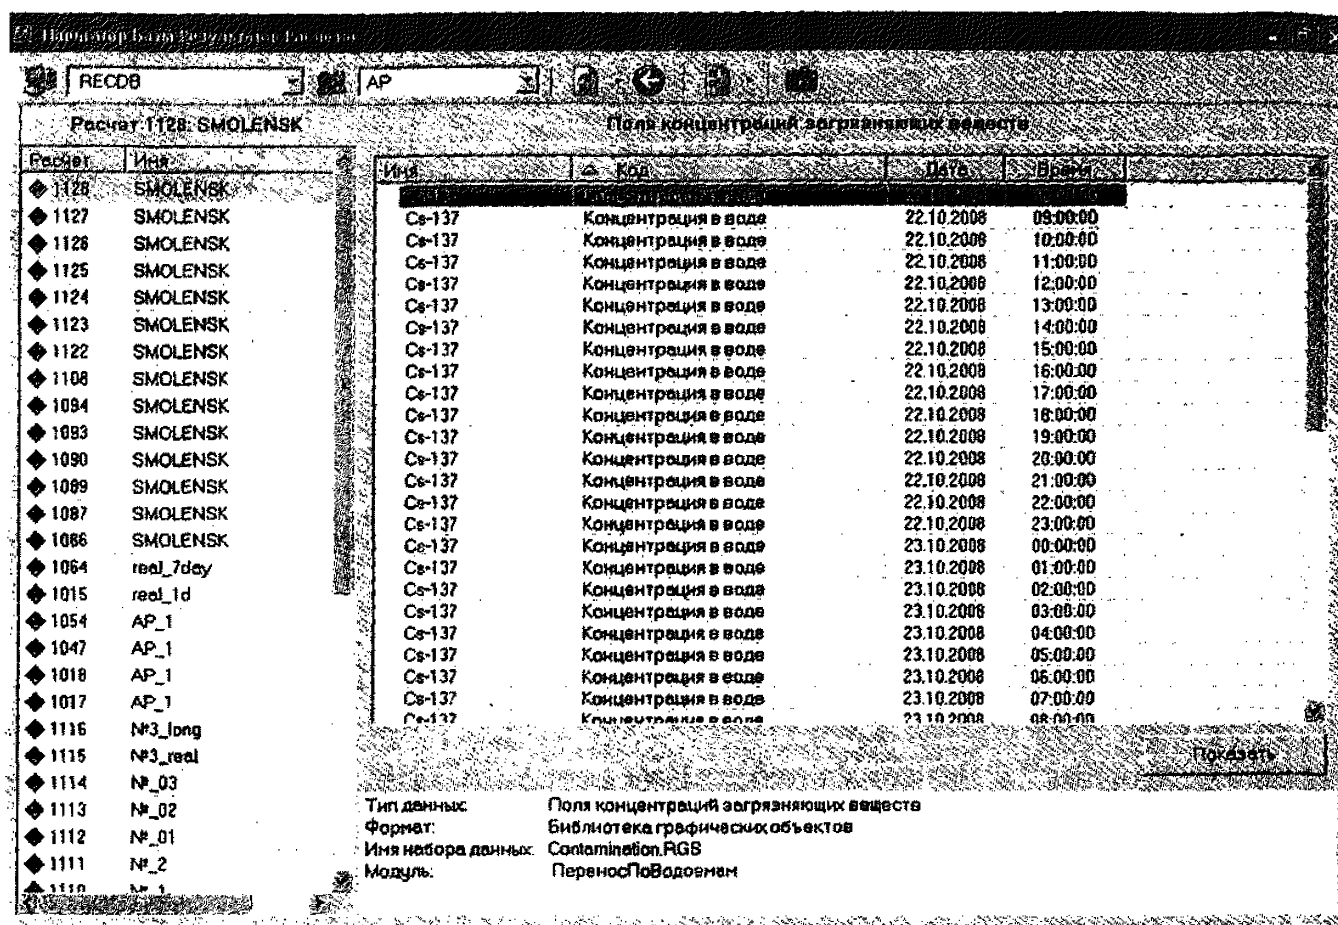 Навигатор Базы Результатов Расчета
RECDB AP
Расчет 1128: SMOLENSK
Поля концентраций загрязняющих веществ
Расчет Имя
1128 SMOLENSK
1127 SMOLENSK
1126 SMOLENSK
1125 SMOLENSK
1124 SMOLENSK
1123 SMOLENSK
1122 SMOLENSK
1108 SMOLENSK
1094 SMOLENSK
1093 SMOLENSK
1090 SMOLENSK
1089 SMOLENSK
1087 SMOLENSK
1086 SMOLENSK
1064 real_7day
1015 real_1d
1054 AP_1
1047 AP_1
1018 AP_1
1017 AP_1
1116 №3_long
1115 №3_real
1114 №_03
1113 №_02
1112 №_01
1111 №_2
1110 №_1
Имя Код Дата Время
Cs-137 Концентрация в воде 22.10.2008 09:00:00
Cs-137 Концентрация в воде 22.10.2008 10:00:00
Cs-137 Концентрация в воде 22.10.2008 11:00:00
Cs-137 Концентрация в воде 22.10.2008 12:00:00
Cs-137 Концентрация в воде 22.10.2008 13:00:00
Cs-137 Концентрация в воде 22.10.2008 14:00:00
Cs-137 Концентрация в воде 22.10.2008 15:00:00
Cs-137 Концентрация в воде 22.10.2008 16:00:00
Cs-137 Концентрация в воде 22.10.2008 17:00:00
Cs-137 Концентрация в воде 22.10.2008 18:00:00
Cs-137 Концентрация в воде 22.10.2008 19:00:00
Cs-137 Концентрация в воде 22.10.2008 20:00:00
Cs-137 Концентрация в воде 22.10.2008 21:00:00
Cs-137 Концентрация в воде 22.10.2008 22:00:00
Cs-137 Концентрация в воде 22.10.2008 23:00:00
Cs-137 Концентрация в воде 23.10.2008 00:00:00
Cs-137 Концентрация в воде 23.10.2008 01:00:00
Cs-137 Концентрация в воде 23.10.2008 02:00:00
Cs-137 Концентрация в воде 23.10.2008 03:00:00
Cs-137 Концентрация в воде 23.10.2008 04:00:00
Cs-137 Концентрация в воде 23.10.2008 05:00:00
Cs-137 Концентрация в воде 23.10.2008 06:00:00
Cs-137 Концентрация в воде 23.10.2008 07:00:00
Cs-137 Концентрация в воде 23.10.2008 08:00:00
Показать
Тип данных: Поля концентраций загрязняющих веществ
Формат: Библиотека графических объектов
Имя набора данных: Contamination.RGS
Модуль: ПереносПоВодоемам